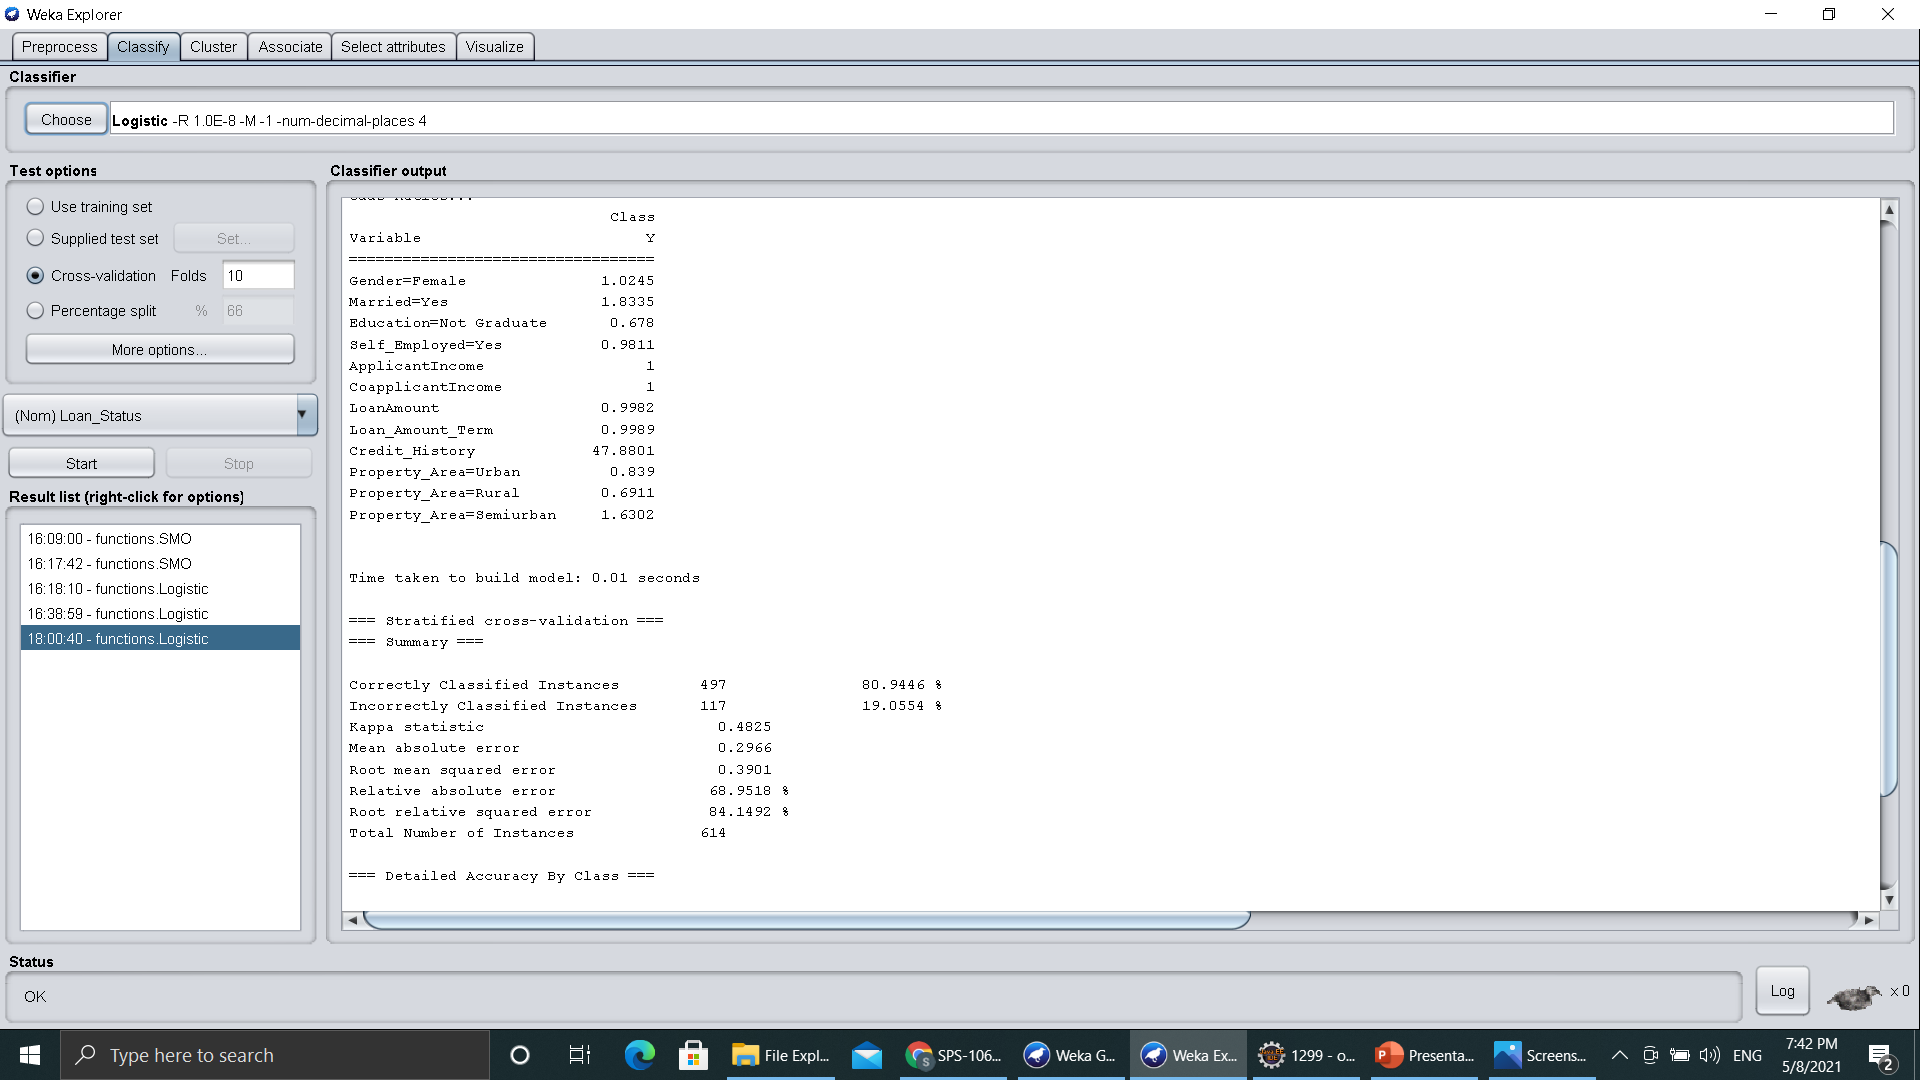 Weka Explorer
Preprocess Classify Cluster Associate Select attributes Visualize
Classifier
Choose Logistic -R 1.0E-8 -M -1 -num-decimal-places 4
Test options
Use training set
Supplied test set Set...
Cross-validation Folds 10
Percentage split % 66
More options...
(Nom) Loan_Status
Start Stop
Result list (right-click for options)
16:09:00 - functions.SMO
16:17:42 - functions.SMO
16:18:10 - functions.Logistic
16:38:59 - functions.Logistic
18:00:40 - functions.Logistic
Classifier output
Class
Variable Y
==================================
Gender=Female 1.0245
Married=Yes 1.8335
Education=Not Graduate 0.678
Self_Employed=Yes 0.9811
ApplicantIncome 1
CoapplicantIncome 1
LoanAmount 0.9982
Loan_Amount_Term 0.9989
Credit_History 47.8801
Property_Area=Urban 0.839
Property_Area=Rural 0.6911
Property_Area=Semiurban 1.6302
Time taken to build model: 0.01 seconds
=== Stratified cross-validation ===
=== Summary ===
Correctly Classified Instances 497 80.9446 %
Incorrectly Classified Instances 117 19.0554 %
Kappa statistic 0.4825
Mean absolute error 0.2966
Root mean squared error 0.3901
Relative absolute error 68.9518 %
Root relative squared error 84.1492 %
Total Number of Instances 614
=== Detailed Accuracy By Class ===
Status
OK
Log x 0
Type here to search
File Expl...
SPS-106...
Weka G...
Weka Ex...
1299 - o...
Presenta...
Screens...
ENG
7:42 PM
5/8/2021
2